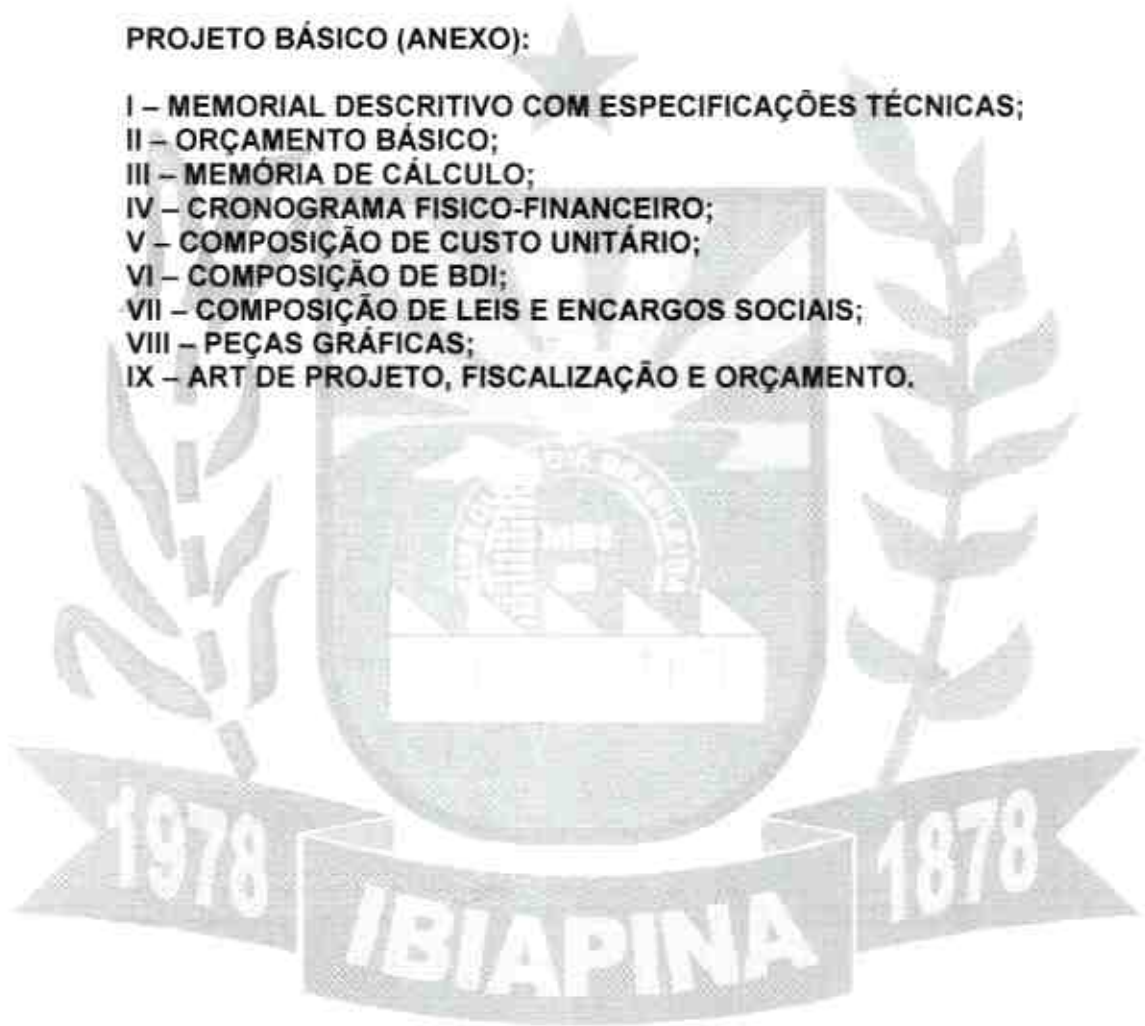 PROJETO BÁSICO (ANEXO):
I – MEMORIAL DESCRITIVO COM ESPECIFICAÇÕES TÉCNICAS;
II – ORÇAMENTO BÁSICO;
III – MEMÓRIA DE CÁLCULO;
IV – CRONOGRAMA FISICO-FINANCEIRO;
V – COMPOSIÇÃO DE CUSTO UNITÁRIO;
VI – COMPOSIÇÃO DE BDI;
VII – COMPOSIÇÃO DE LEIS E ENCARGOS SOCIAIS;
VIII – PEÇAS GRÁFICAS;
IX – ART DE PROJETO, FISCALIZAÇÃO E ORÇAMENTO.
1978
1878
IBIAPINA